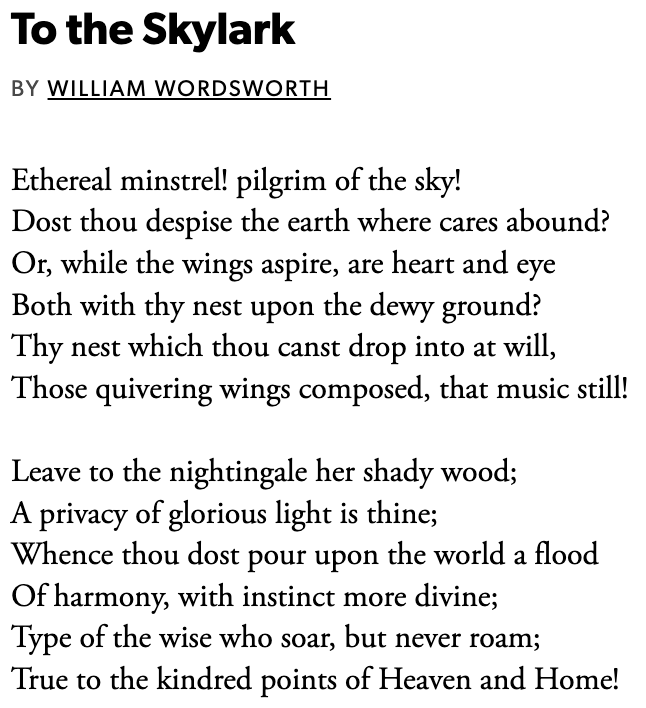 To the Skylark
BY WILLIAM WORDSWORTH
Ethereal minstrel! pilgrim of the sky!
Dost thou despise the earth where cares abound?
Or, while the wings aspire, are heart and eye
Both with thy nest upon the dewy ground?
Thy nest which thou canst drop into at will,
Those quivering wings composed, that music still!
Leave to the nightingale her shady wood;
A privacy of glorious light is thine;
Whence thou dost pour upon the world a flood
Of harmony, with instinct more divine;
Type of the wise who soar, but never roam;
True to the kindred points of Heaven and Home!